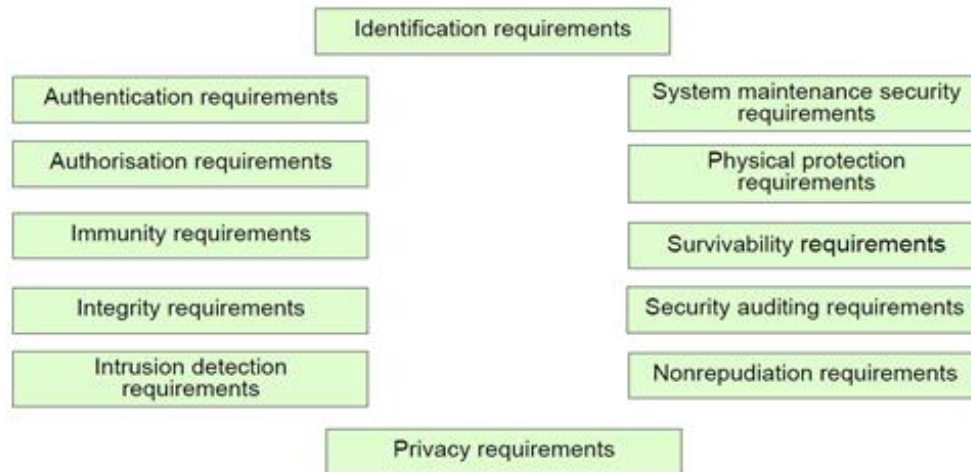 Identification requirements
Authentication requirements
Authorisation requirements
Immunity requirements
Integrity requirements
Intrusion detection
requirements
System maintenance security
requirements
Physical protection
requirements
Survivability requirements
Security auditing requirements
Nonrepudiation requirements
Privacy requirements